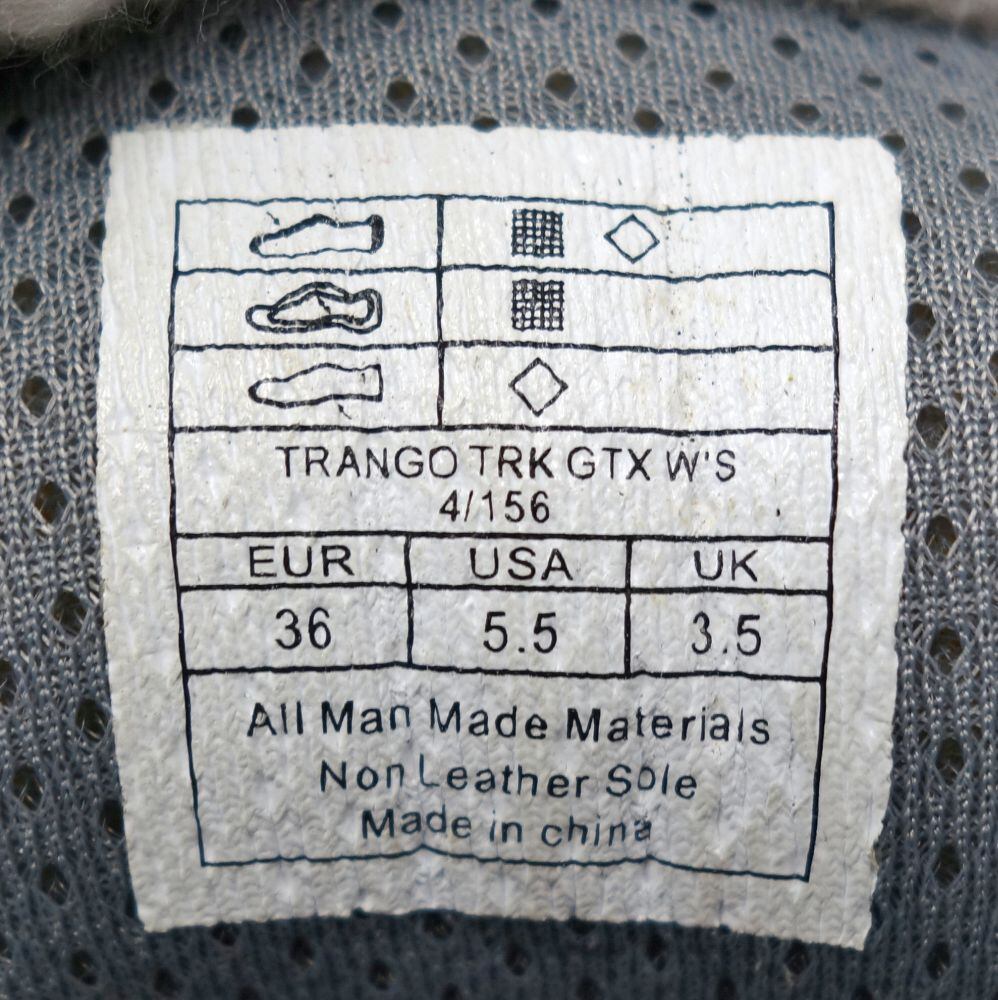 TRANGO TRK GTX W'S
4/156
EUR USA UK
36 5.5 3.5
All Man Made Materials
Non Leather Sole
Made in china